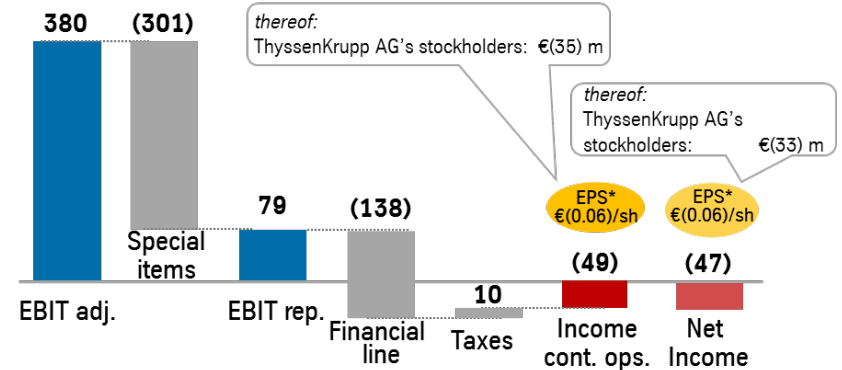 380
(301)
thereof:
ThyssenKrupp AG's stockholders: €(35) m
thereof:
ThyssenKrupp AG's
stockholders: €(33) m
79
(138)
EPS*
€(0.06)/sh
EPS*
€(0.06)/sh
(49)
(47)
10
Special
items
EBIT adj.
EBIT rep.
Financial
line
Taxes
Income
cont. ops.
Net
Income